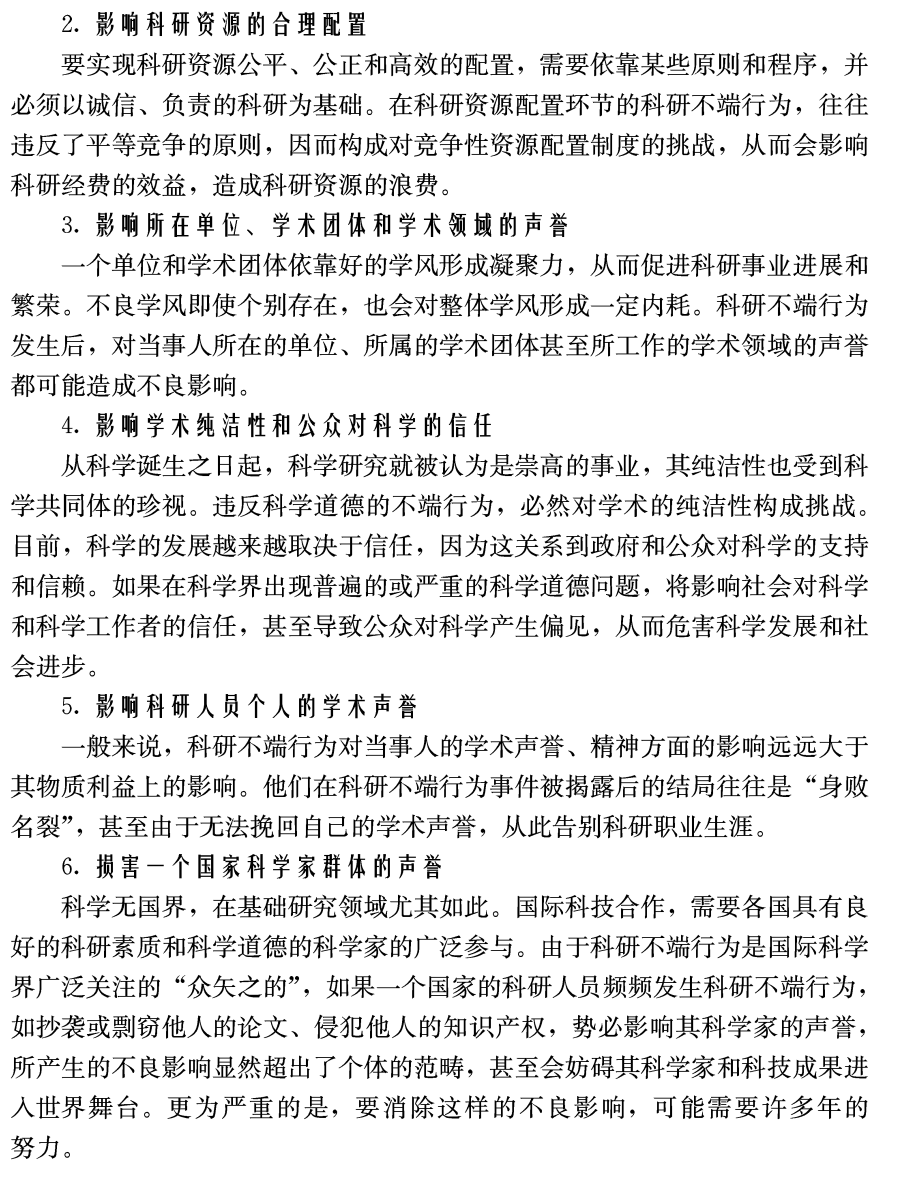 2. 影响科研资源的合理配置
要实现科研资源公平、公正和高效的配置，需要依靠某些原则和程序，并
必须以诚信、负责的科研为基础。在科研资源配置环节的科研不端行为，往往
违反了平等竞争的原则，因而构成对竞争性资源配置制度的挑战，从而会影响
科研经费的效益，造成科研资源的浪费。
3. 影响所在单位、学术团体和学术领域的声誉
一个单位和学术团体依靠好的学风形成凝聚力，从而促进科研事业进展和
繁荣。不良学风即使个别存在，也会对整体学风形成一定内耗。科研不端行为
发生后，对当事人所在的单位、所属的学术团体甚至所工作的学术领域的声誉
都可能造成不良影响。
4. 影响学术纯洁性和公众对科学的信任
从科学诞生之日起，科学研究就被认为是崇高的事业，其纯洁性也受到科
学共同体的珍视。违反科学道德的不端行为，必然对学术的纯洁性构成挑战。
目前，科学的发展越来越取决于信任，因为这关系到政府和公众对科学的支持
和信赖。如果在科学界出现普遍的或严重的科学道德问题，将影响社会对科学
和科学工作者的信任，甚至导致公众对科学产生偏见，从而危害科学发展和社
会进步。
5. 影响科研人员个人的学术声誉
一般来说，科研不端行为对当事人的学术声誉、精神方面的影响远远大于
其物质利益上的影响。他们在科研不端行为事件被揭露后的结局往往是“身败
名裂”，甚至由于无法挽回自己的学术声誉，从此告别科研职业生涯。
6. 损害一个国家科学家群体的声誉
科学无国界，在基础研究领域尤其如此。国际科技合作，需要各国具有良
好的科研素质和科学道德的科学家的广泛参与。由于科研不端行为是国际科学
界广泛关注的“众矢之的”，如果一个国家的科研人员频频发生科研不端行为，
如抄袭或剽窃他人的论文、侵犯他人的知识产权，势必影响其科学家的声誉，
所产生的不良影响显然超出了个体的范畴，甚至会妨碍其科学家和科技成果进
入世界舞台。更为严重的是，要消除这样的不良影响，可能需要许多年的
努力。